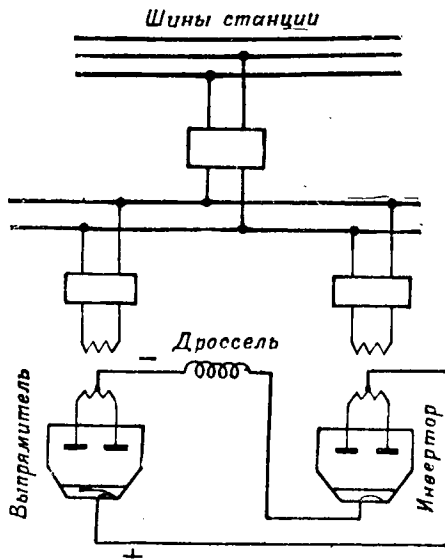 Шины станции
Дроссель
−
Выпрямитель
Инвертор
+